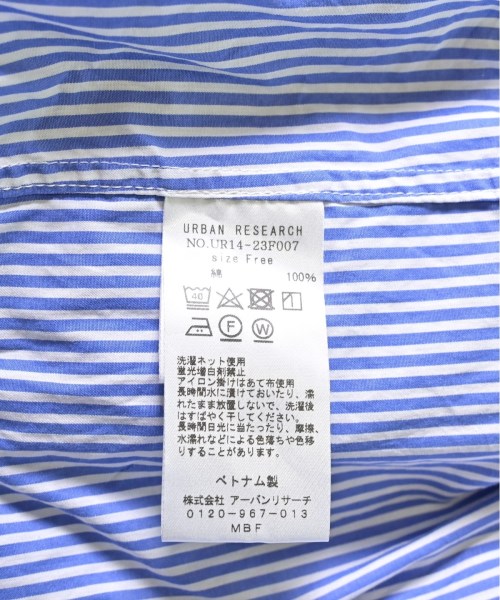 URBAN RESEARCH
NO.UR14-23F007
size Free
綿 100%
40
F W
洗濯ネット使用
蛍光増白剤禁止
アイロン掛けはあて布使用
長時間水に漬けておいたり、濡
れたまま放置しないで、洗濯後
はすばやく干してください。
長時間日光に当たったり、摩擦、
水濡れなどによる色落ちや色移
りすることがあります。
ベトナム製
株式会社 アーバンリサーチ
0120-967-013
MBF